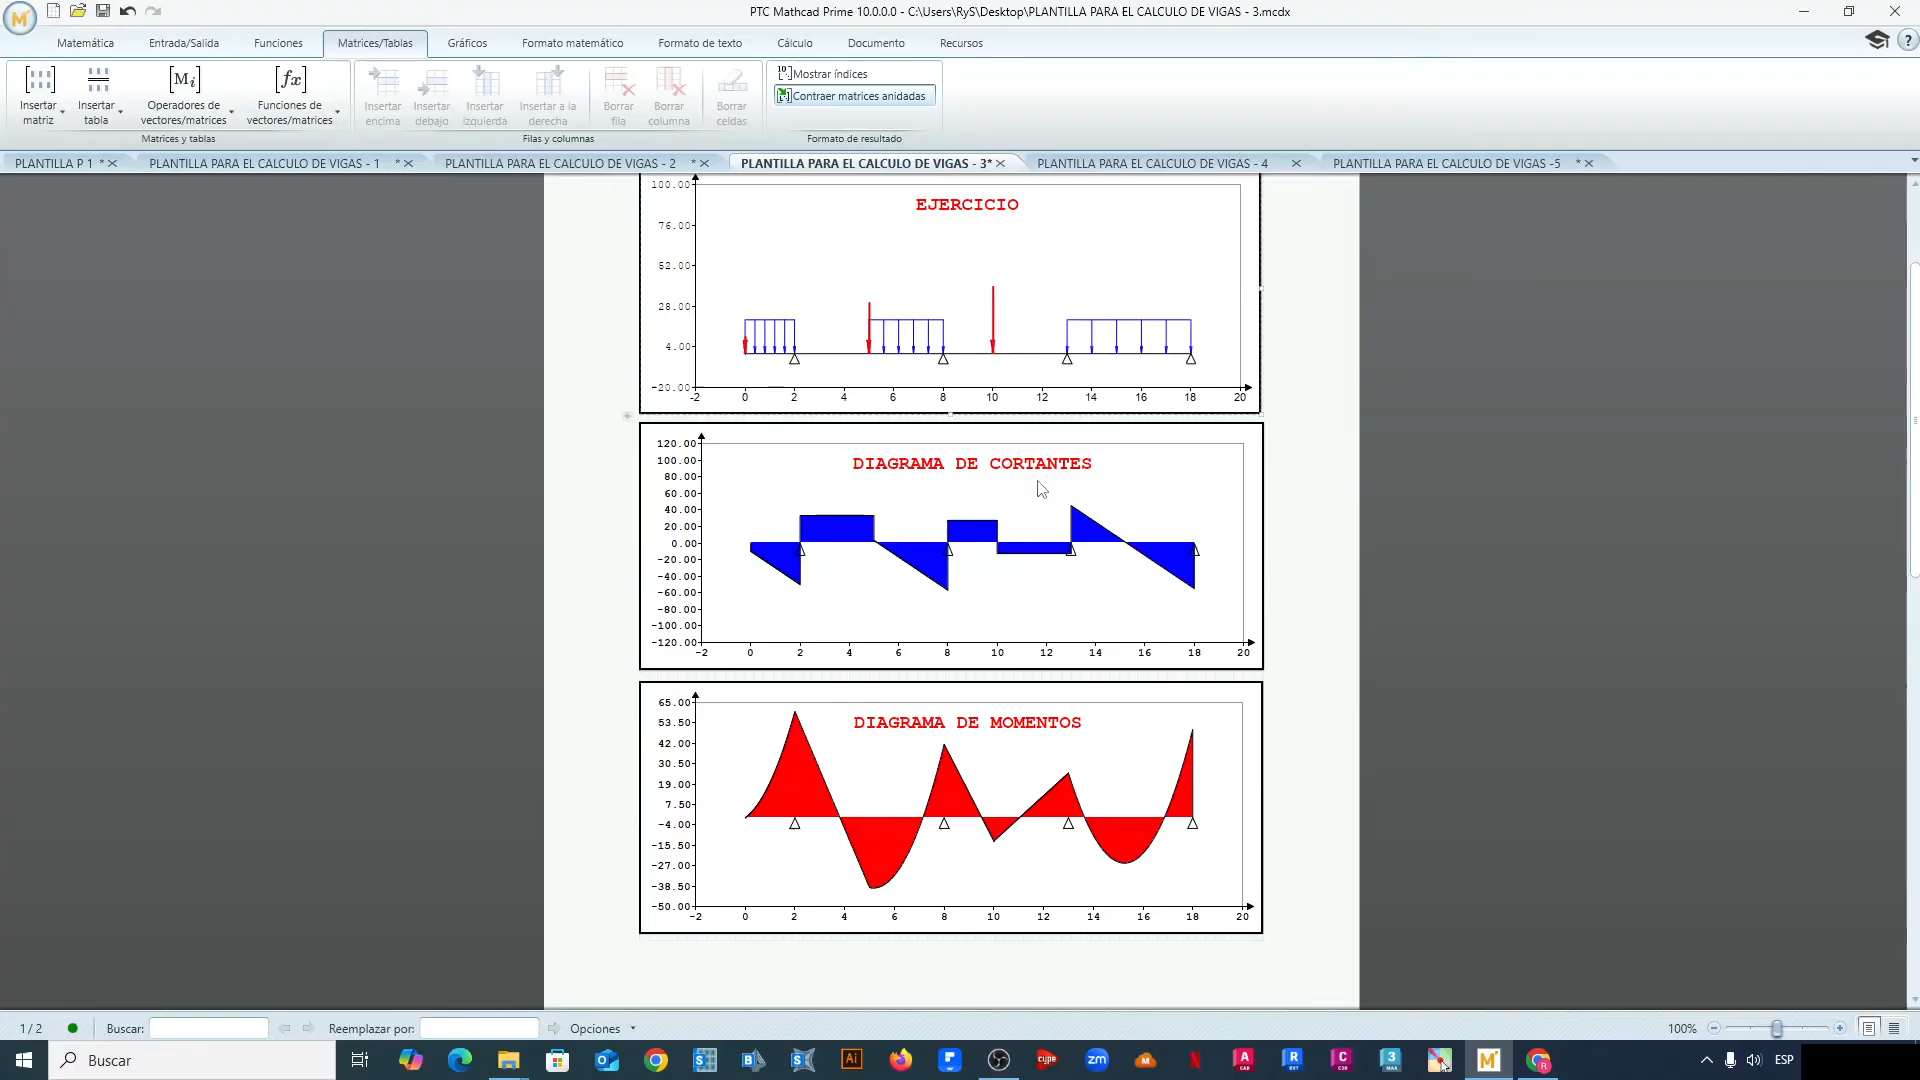 PTC Mathcad Prime 10.0.0.0 - C:\Users\RyS\Desktop\PLANTILLA PARA EL CALCULO DE VIGAS - 3.mcdx
Matemática Entrada/Salida Funciones Matrices/Tablas Gráficos Formato matemático Formato de texto Cálculo Documento Recursos
Insertar matriz
Insertar tabla
Operadores de vectores/matrices
Funciones de vectores/matrices
Insertar encima
Insertar debajo
Insertar izquierda
Insertar a la derecha
Borrar fila
Borrar columna
Borrar celdas
Mostrar índices
Contraer matrices anidadas
Matrices y tablas
Filas y columnas
Formato de resultado
PLANTILLA P 1 * PLANTILLA PARA EL CALCULO DE VIGAS - 1 * PLANTILLA PARA EL CALCULO DE VIGAS - 2 * PLANTILLA PARA EL CALCULO DE VIGAS - 3* PLANTILLA PARA EL CALCULO DE VIGAS - 4 PLANTILLA PARA EL CALCULO DE VIGAS -5 *
EJERCICIO
100.00
76.00
52.00
28.00
4.00
-20.00
-2 0 2 4 6 8 10 12 14 16 18 20
DIAGRAMA DE CORTANTES
120.00
100.00
80.00
60.00
40.00
20.00
0.00
-20.00
-40.00
-60.00
-80.00
-100.00
-120.00
-2 0 2 4 6 8 10 12 14 16 18 20
DIAGRAMA DE MOMENTOS
65.00
53.50
42.00
30.50
19.00
7.50
-4.00
-15.50
-27.00
-38.50
-50.00
-2 0 2 4 6 8 10 12 14 16 18 20
1 / 2 Buscar: Reemplazar por: Opciones 100%
Buscar ESP